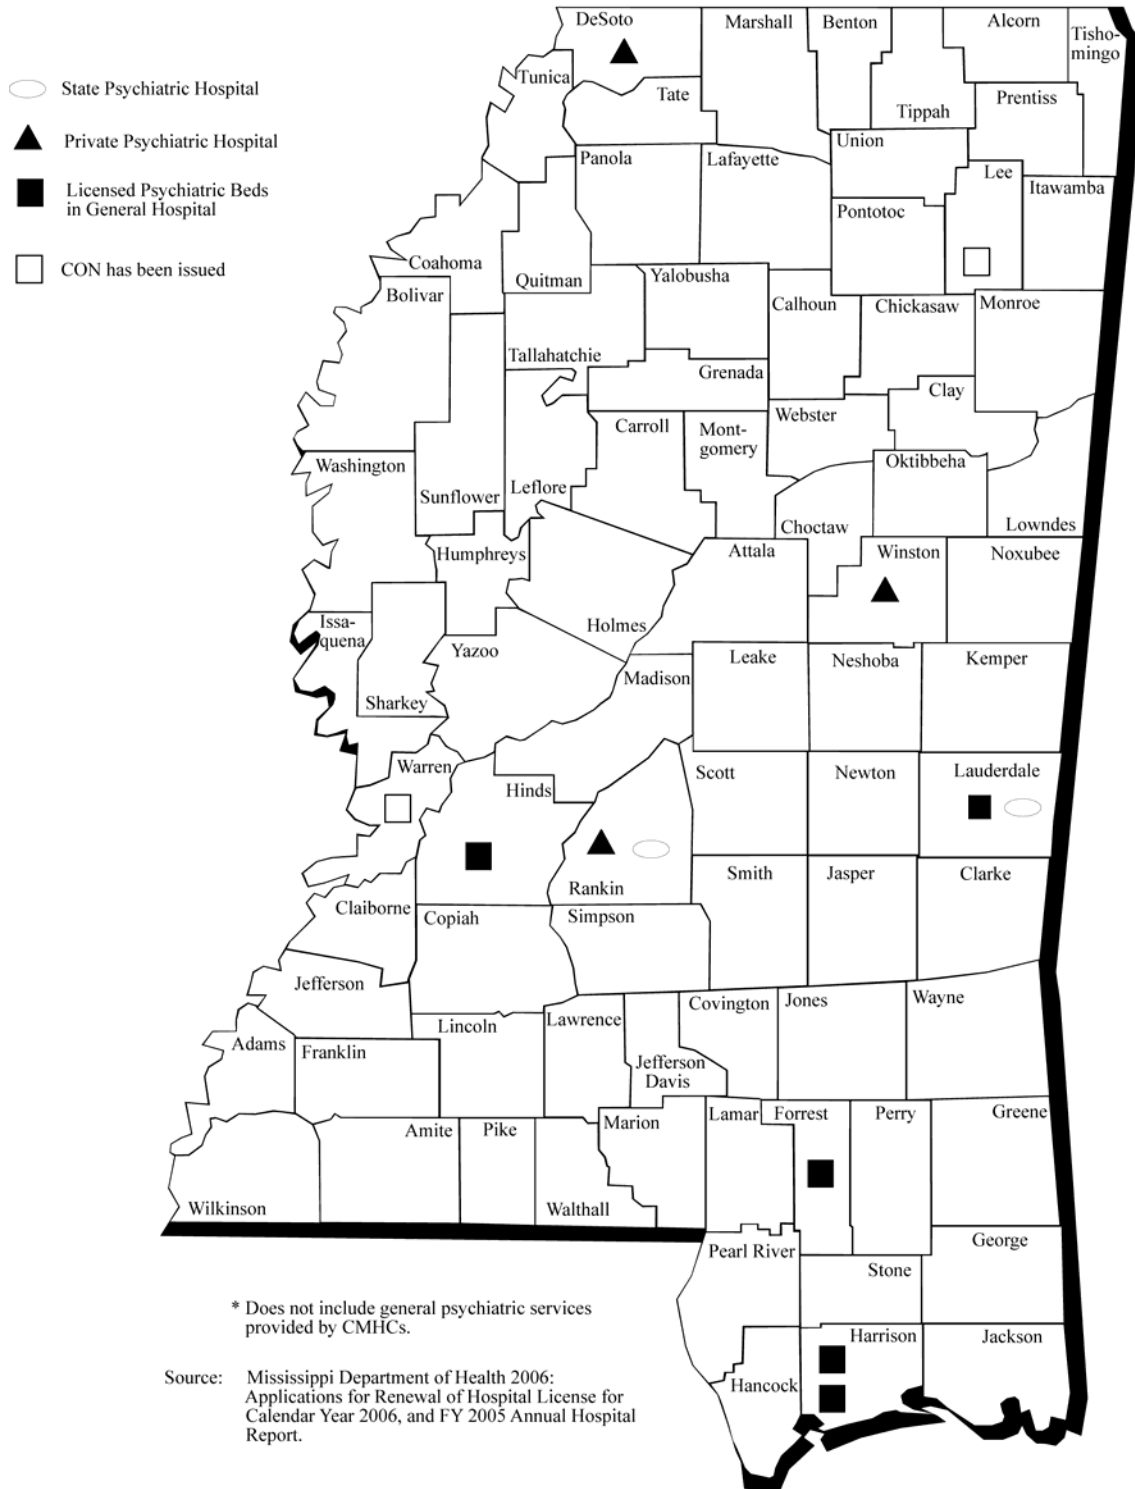 DeSoto
Marshall
Benton
Alcorn
Tisho-
mingo
State Psychiatric Hospital
Private Psychiatric Hospital
Licensed Psychiatric Beds
in General Hospital
CON has been issued
Tunica
Tate
Tippah
Prentiss
Panola
Lafayette
Union
Lee
Itawamba
Pontotoc
Coahoma
Quitman
Yalobusha
Bolivar
Calhoun
Chickasaw
Monroe
Tallahatchie
Grenada
Clay
Carroll
Mont-
gomery
Webster
Washington
Sunflower
Leflore
Oktibbeha
Choctaw
Lowndes
Humphreys
Attala
Winston
Noxubee
Issa-
quena
Holmes
Yazoo
Leake
Neshoba
Kemper
Madison
Sharkey
Warren
Hinds
Scott
Newton
Lauderdale
Rankin
Smith
Jasper
Clarke
Claiborne
Copiah
Simpson
Jefferson
Covington
Jones
Wayne
Lincoln
Lawrence
Adams
Franklin
Jefferson
Davis
Amite
Pike
Marion
Lamar
Forrest
Perry
Greene
Wilkinson
Walthall
Pearl River
George
Stone
Harrison
Jackson
Hancock
* Does not include general psychiatric services
provided by CMHCs.
Source: Mississippi Department of Health 2006:
Applications for Renewal of Hospital License for
Calendar Year 2006, and FY 2005 Annual Hospital
Report.